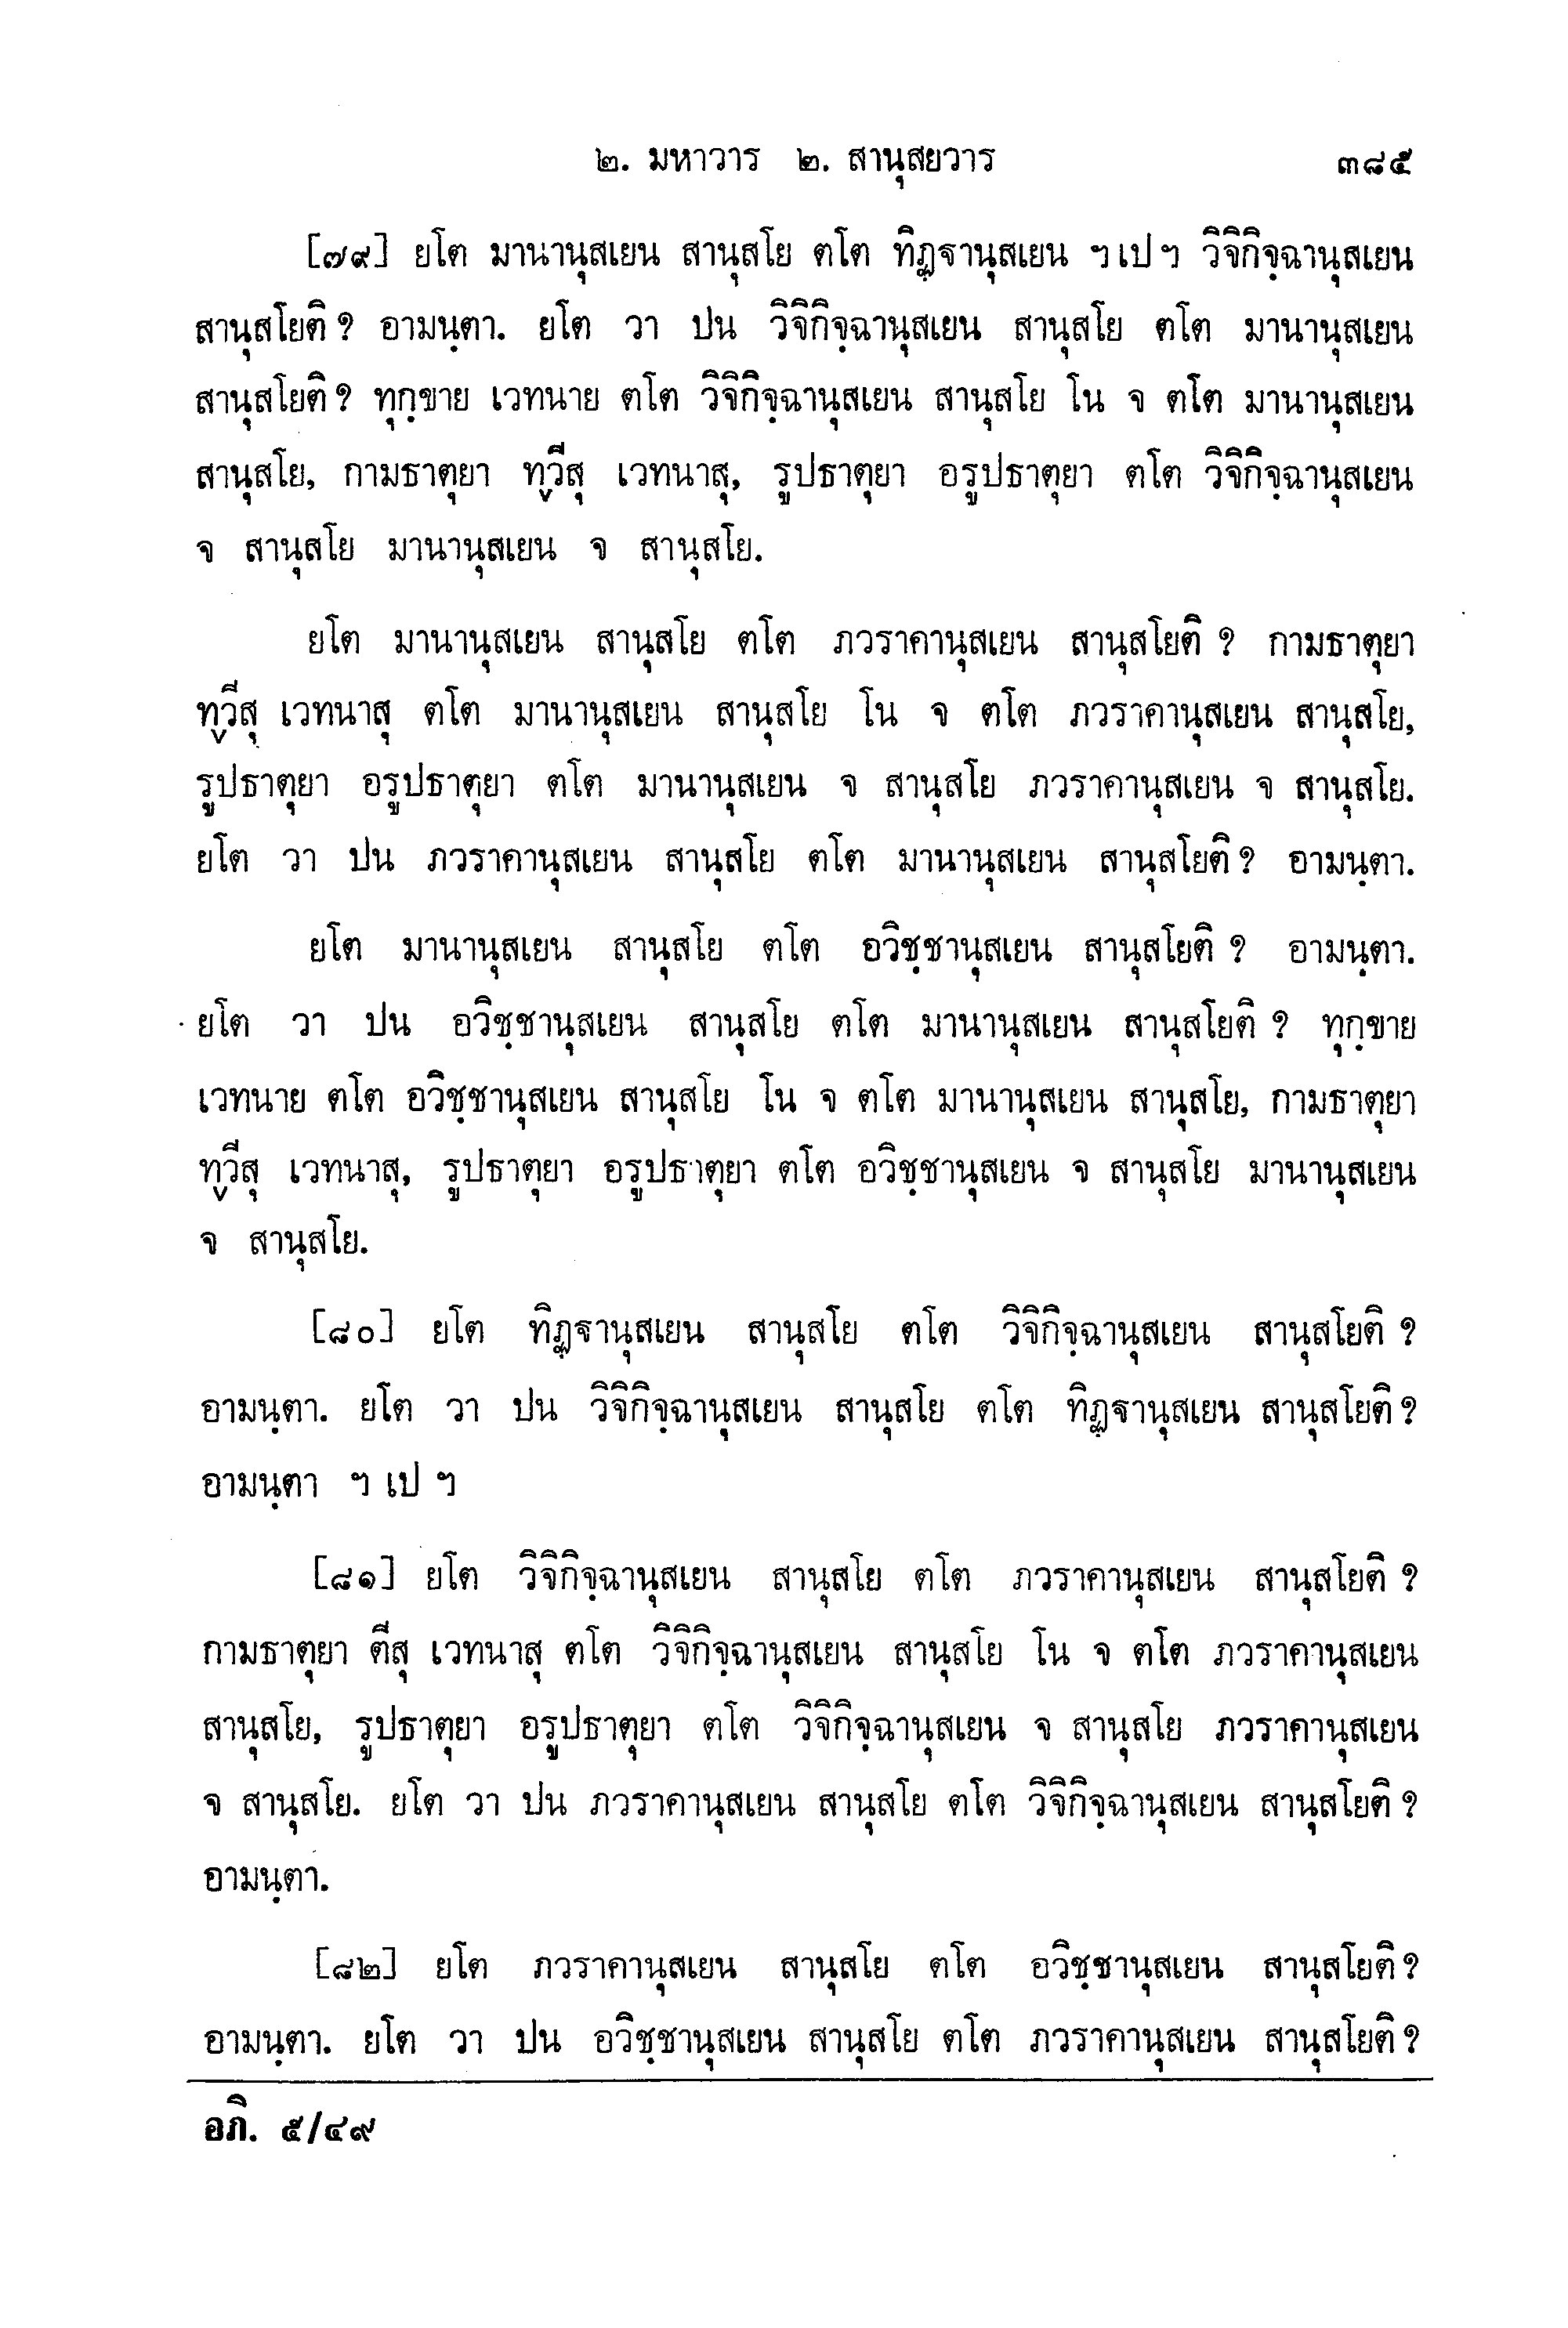 ๒. มหาวาร ๒. สานุสยวาร ๓๘๕
[๗๙] ยโต มานานุสเยน สานุสโย ตโต ทิฏฺฐานุสเยน ฯ เป ฯ วิจิกิจฺฉานุสเยน
สานุสโยติ ? อามนฺตา. ยโต วา ปน วิจิกิจฺฉานุสเยน สานุสโย ตโต มานานุสเยน
สานุสโยติ ? ทุกฺขาย เวทนาย ตโต วิจิกิจฺฉานุสเยน สานุสโย โน จ ตโต มานานุสเยน
สานุสโย, กามธาตุยา ทฺวีสุ เวทนาสุ, รูปธาตุยา อรูปธาตุยา ตโต วิจิกิจฺฉานุสเยน
จ สานุสโย มานานุสเยน จ สานุสโย.
ยโต มานานุสเยน สานุสโย ตโต ภวราคานุสเยน สานุสโยติ ? กามธาตุยา
ทฺวีสุ เวทนาสุ ตโต มานานุสเยน สานุสโย โน จ ตโต ภวราคานุสเยน สานุสโย,
รูปธาตุยา อรูปธาตุยา ตโต มานานุสเยน จ สานุสโย ภวราคานุสเยน จ สานุสโย.
ยโต วา ปน ภวราคานุสเยน สานุสโย ตโต มานานุสเยน สานุสโยติ ? อามนฺตา.
ยโต มานานุสเยน สานุสโย ตโต อวิชฺชานุสเยน สานุสโยติ ? อามนฺตา.
ยโต วา ปน อวิชฺชานุสเยน สานุสโย ตโต มานานุสเยน สานุสโยติ ? ทุกฺขาย
เวทนาย ตโต อวิชฺชานุสเยน สานุสโย โน จ ตโต มานานุสเยน สานุสโย, กามธาตุยา
ทฺวีสุ เวทนาสุ, รูปธาตุยา อรูปธาตุยา ตโต อวิชฺชานุสเยน จ สานุสโย มานานุสเยน
จ สานุสโย.
[๘๐] ยโต ทิฏฺฐานุสเยน สานุสโย ตโต วิจิกิจฺฉานุสเยน สานุสโยติ ?
อามนฺตา. ยโต วา ปน วิจิกิจฺฉานุสเยน สานุสโย ตโต ทิฏฺฐานุสเยน สานุสโยติ ?
อามนฺตา ฯ เป ฯ
[๘๑] ยโต วิจิกิจฺฉานุสเยน สานุสโย ตโต ภวราคานุสเยน สานุสโยติ ?
กามธาตุยา ตีสุ เวทนาสุ ตโต วิจิกิจฺฉานุสเยน สานุสโย โน จ ตโต ภวราคานุสเยน
สานุสโย, รูปธาตุยา อรูปธาตุยา ตโต วิจิกิจฺฉานุสเยน จ สานุสโย ภวราคานุสเยน
จ สานุสโย. ยโต วา ปน ภวราคานุสเยน สานุสโย ตโต วิจิกิจฺฉานุสเยน สานุสโยติ ?
อามนฺตา.
[๘๒] ยโต ภวราคานุสเยน สานุสโย ตโต อวิชฺชานุสเยน สานุสโยติ ?
อามนฺตา. ยโต วา ปน อวิชฺชานุสเยน สานุสโย ตโต ภวราคานุสเยน สานุสโยติ ?
อภิ. ๕/๔๙